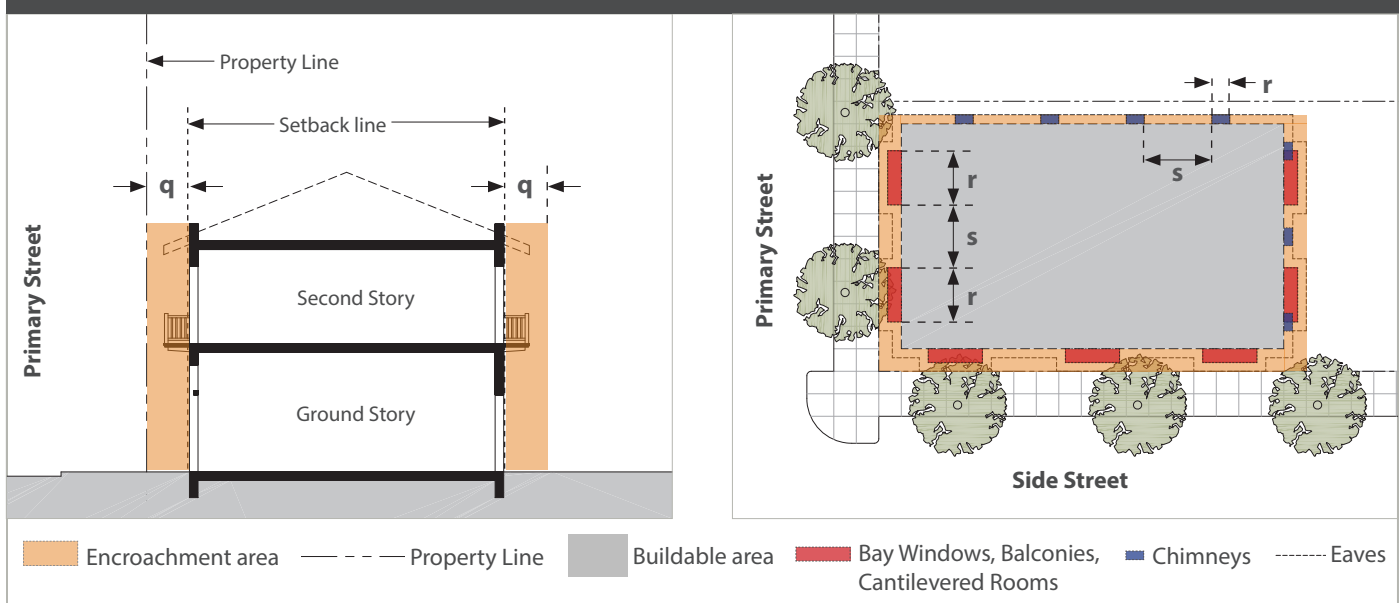 Property Line
Setback line
q
q
Second Story
Ground Story
Primary Street
r
s
r
s
r
Primary Street
Side Street
Encroachment area
Property Line
Buildable area
Bay Windows, Balconies,
Cantilevered Rooms
Chimneys
Eaves